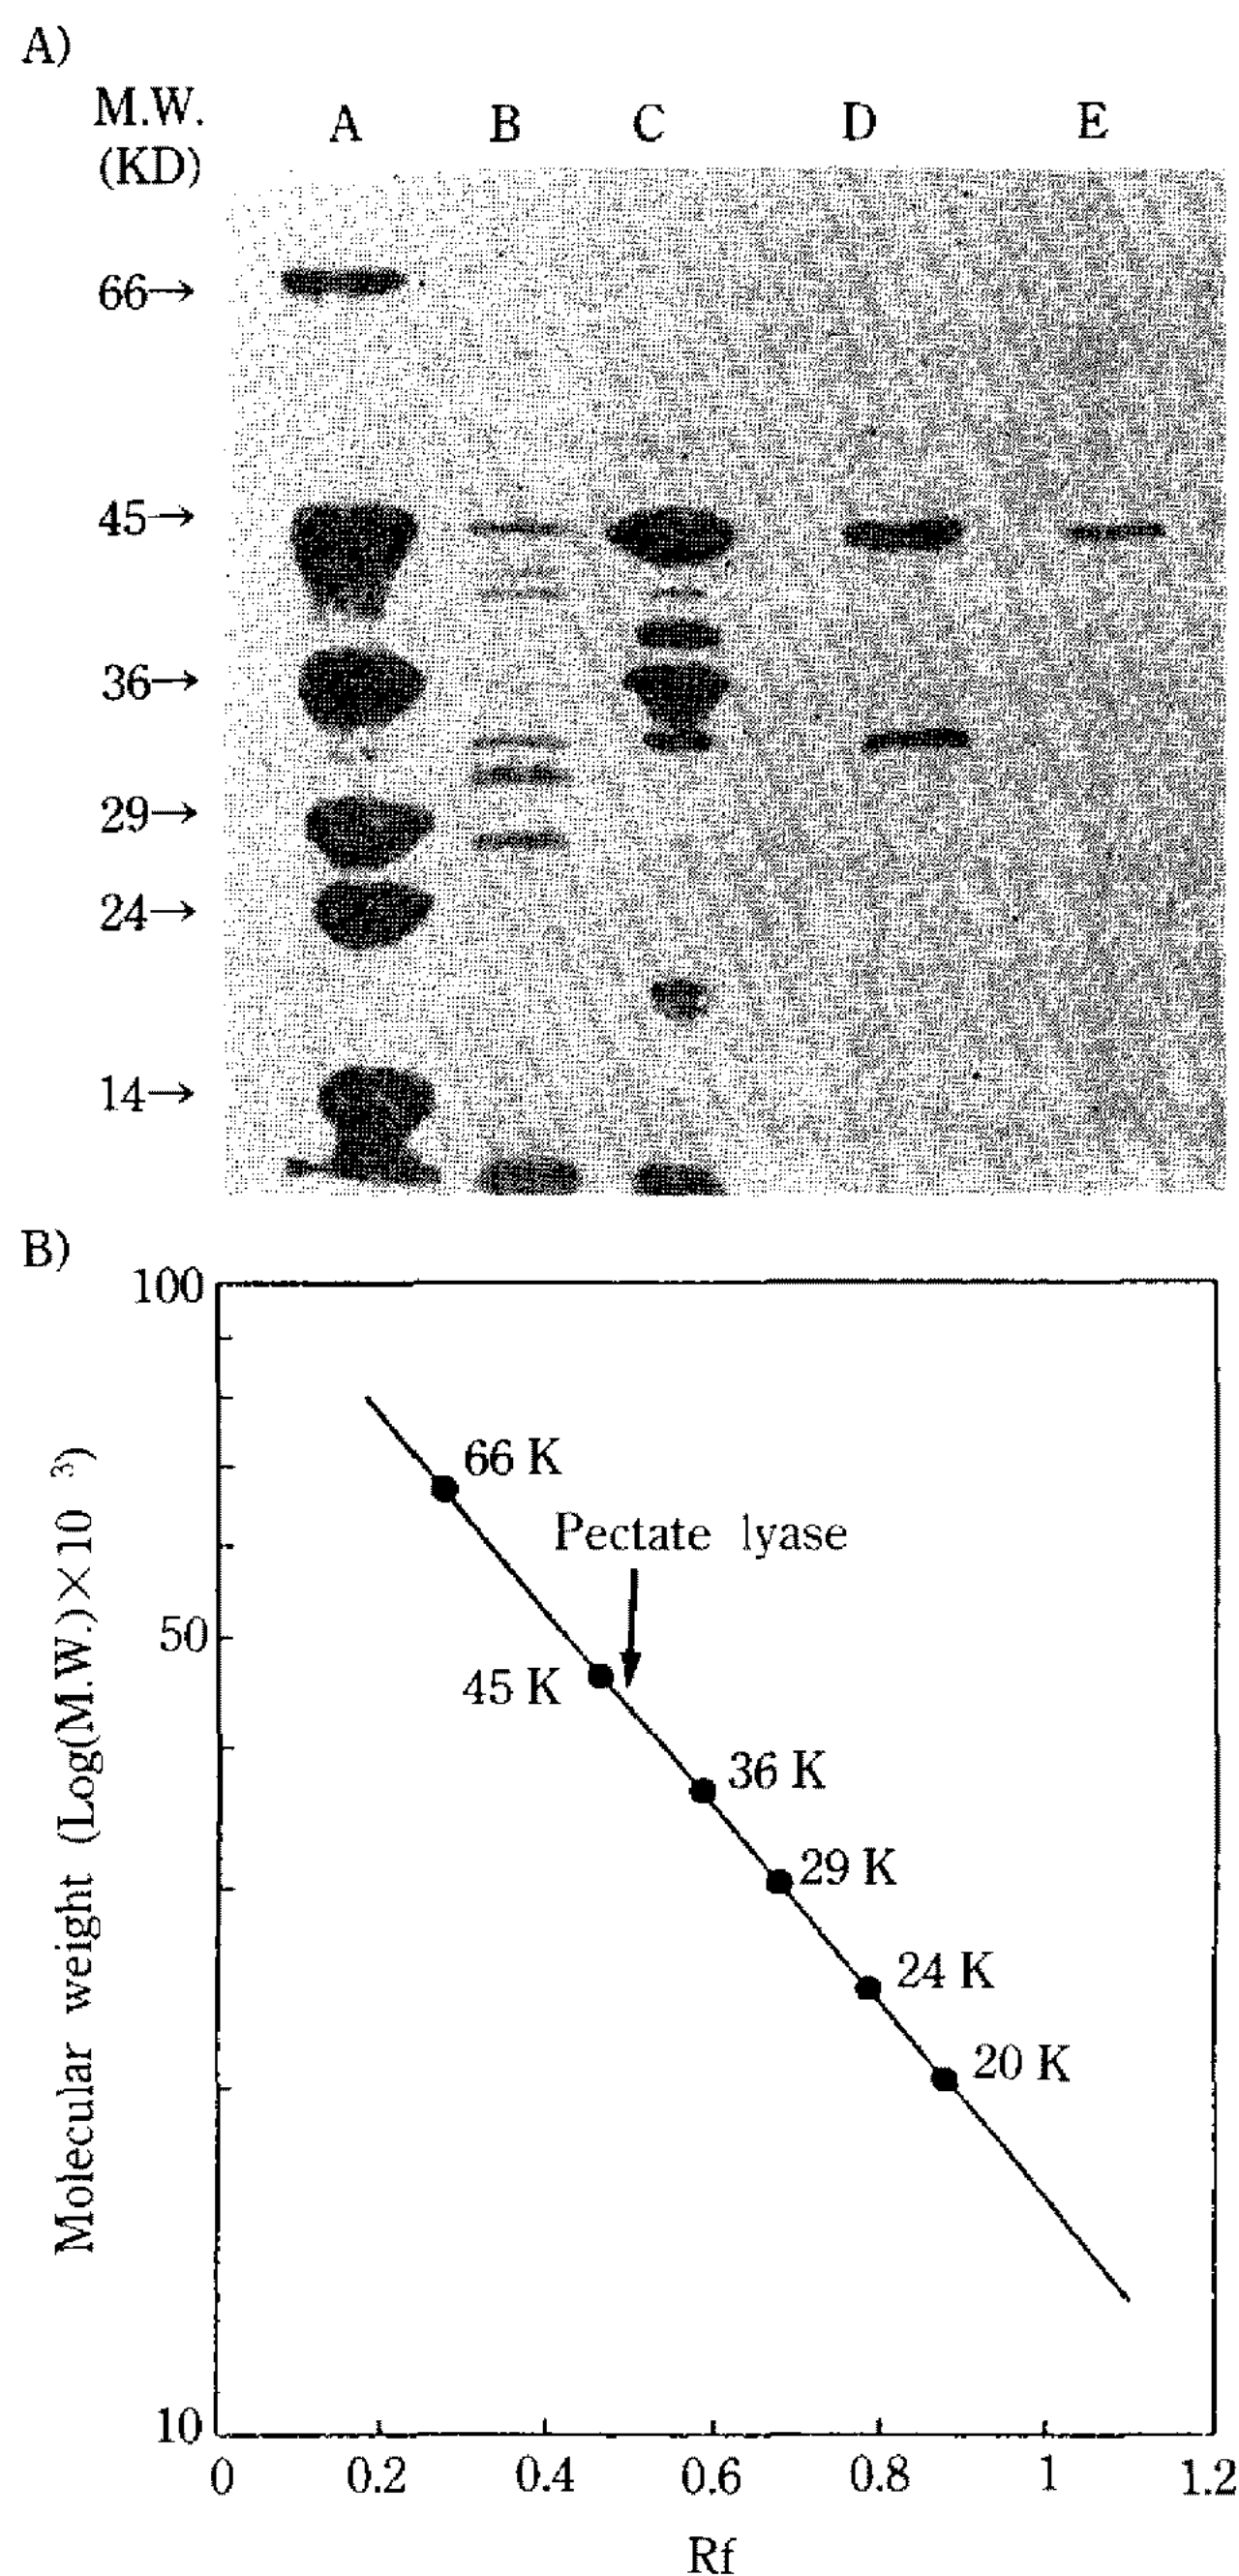 A)
M.W.
(KD)
A B C D E
66→
45→
36→
29→
24→
14→
B)
100
50
10
Molecular weight (Log(M.W.)×10 3)
66 K
Pectate lyase
45 K
36 K
29 K
24 K
20 K
0 0.2 0.4 0.6 0.8 1 1.2
Rf